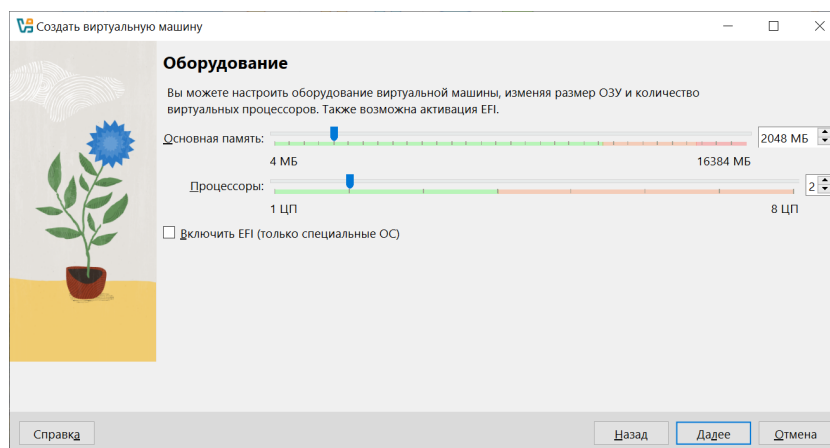 Создать виртуальную машину
Оборудование
Вы можете настроить оборудование виртуальной машины, изменяя размер ОЗУ и количество
виртуальных процессоров. Также возможна активация EFI.
Основная память:
2048 МБ
4 МБ
16384 МБ
Процессоры:
2
1 ЦП
8 ЦП
Включить EFI (только специальные ОС)
Справка
Назад
Далее
Отмена